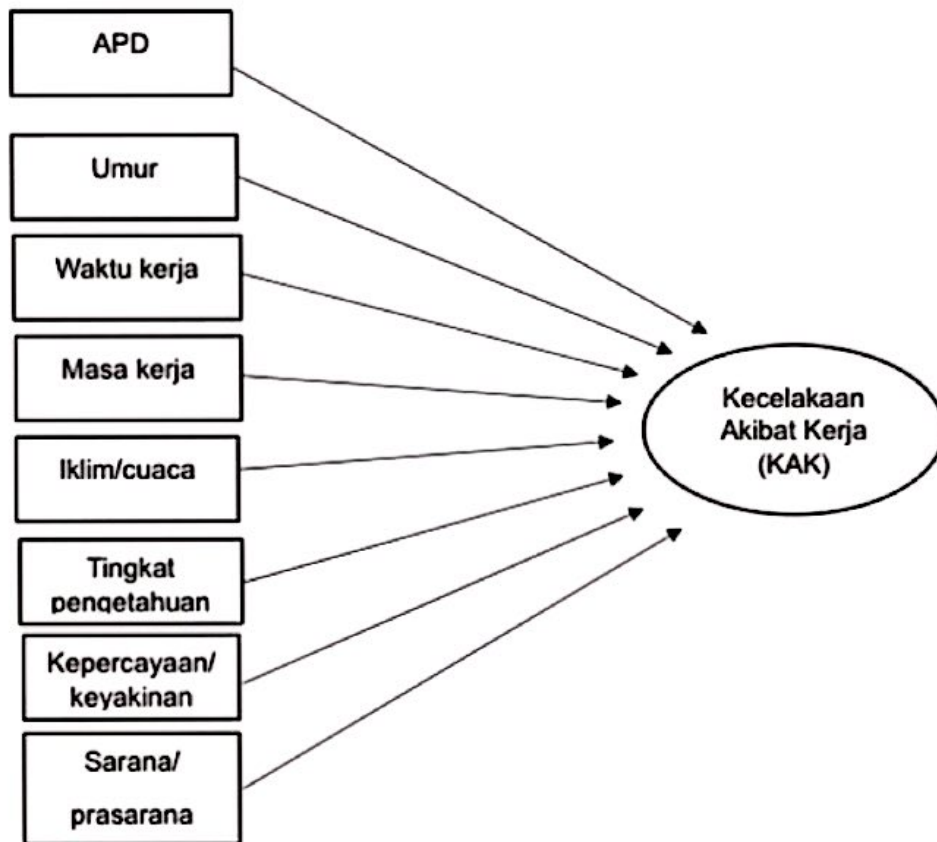 APD
Umur
Waktu kerja
Masa kerja
Iklim/cuaca
Tingkat
pengetahuan
Kepercayaan/
keyakinan
Sarana/
prasarana
Kecelakaan
Akibat Kerja
(KAK)